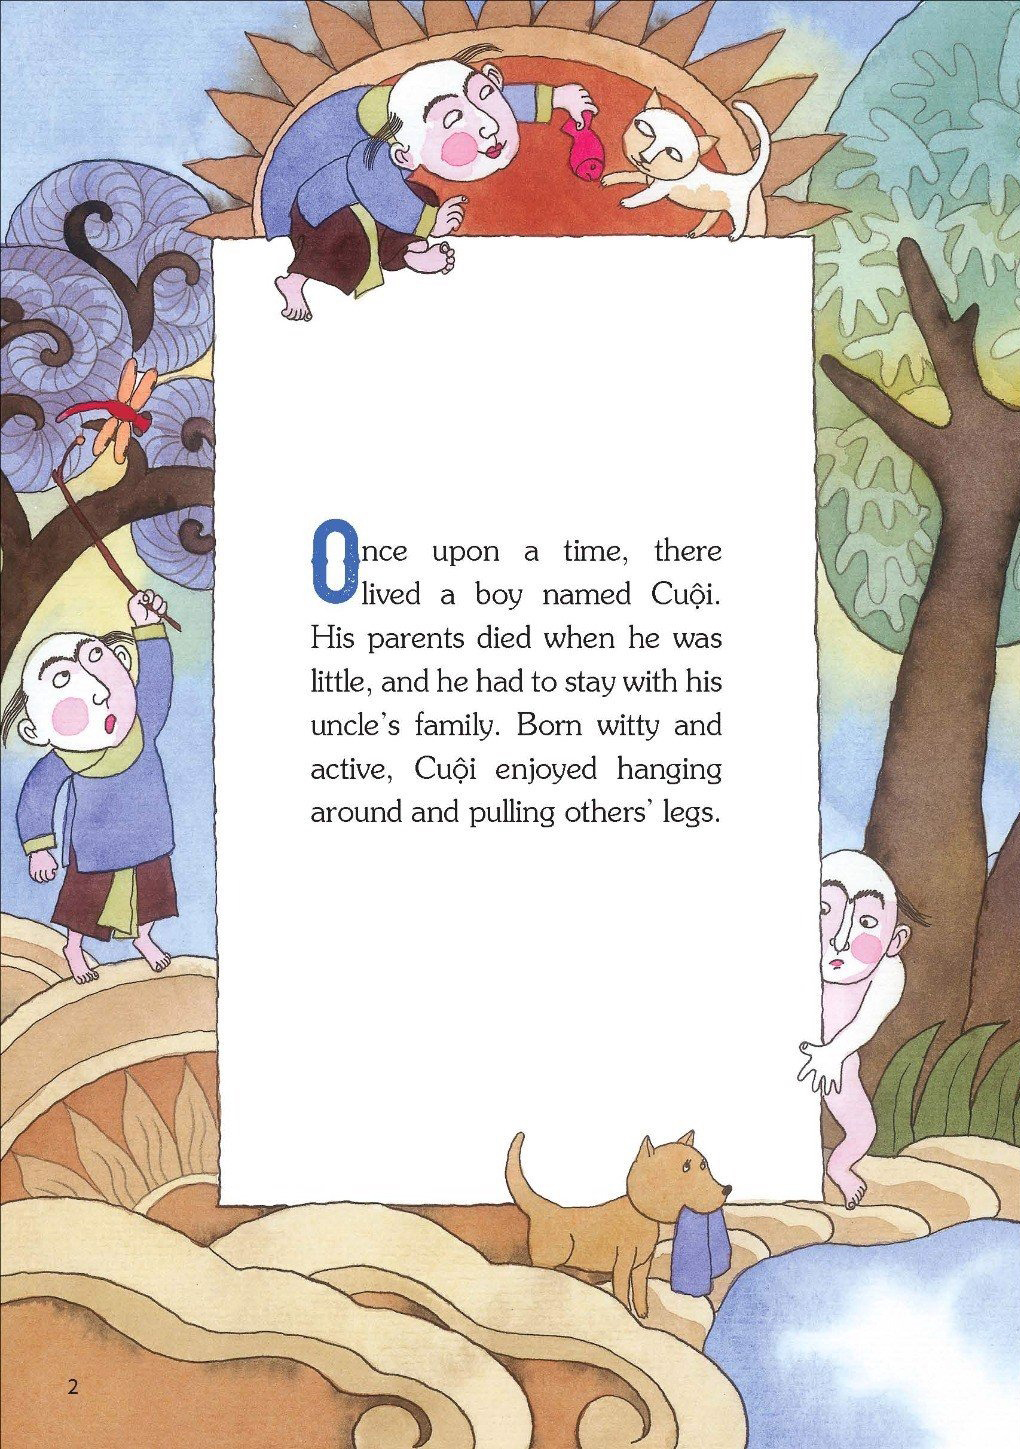 Once upon a time, there
lived a boy named Cuội.
His parents died when he was
little, and he had to stay with his
uncle's family. Born witty and
active, Cuội enjoyed hanging
around and pulling others' legs.
2